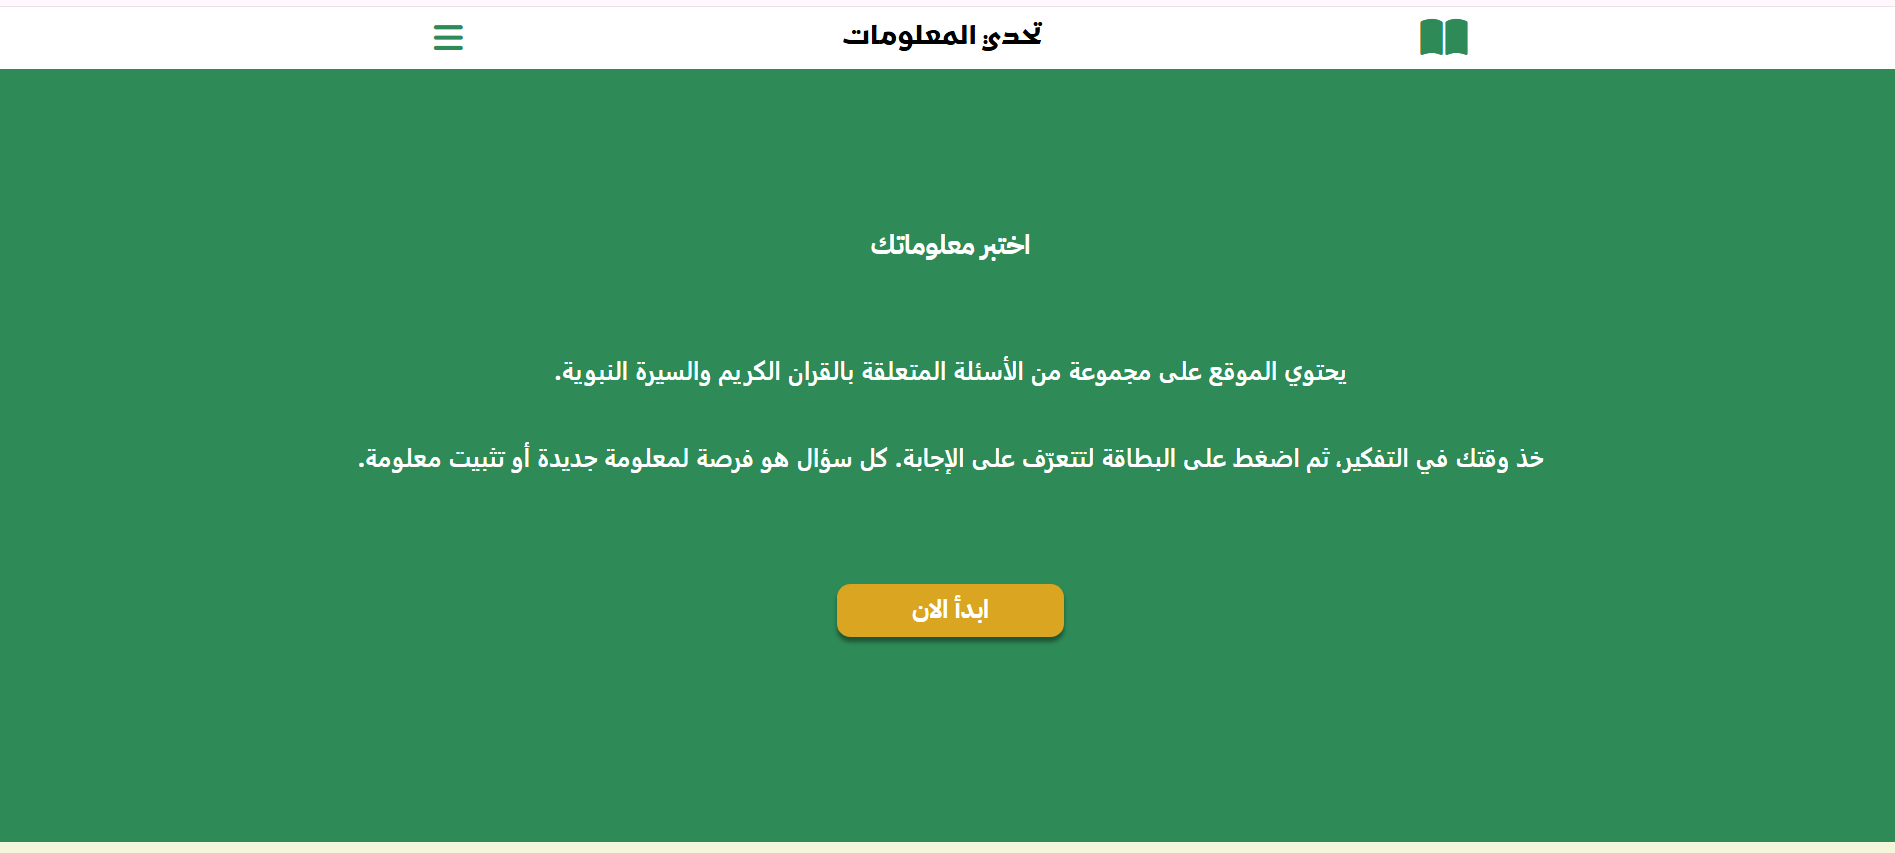 تحدي المعلومات
اختبر معلوماتك
يحتوي الموقع على مجموعة من الأسئلة المتعلقة بالقران الكريم والسيرة النبوية.
خذ وقتك في التفكير، ثم اضغط على البطاقة لتتعرّف على الإجابة. كل سؤال هو فرصة لمعلومة جديدة أو تثبيت معلومة.
ابدأ الان